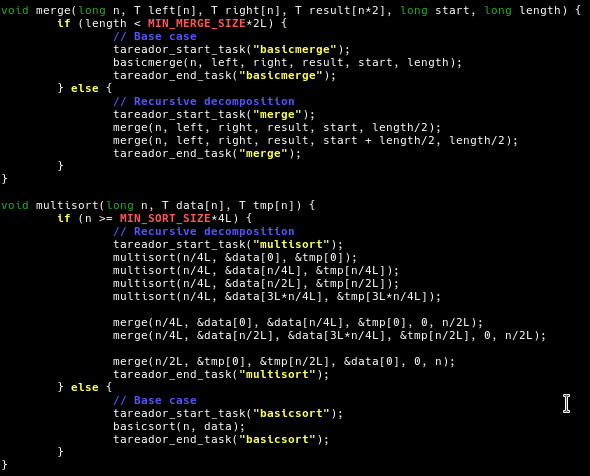 void merge(long n, T left[n], T right[n], T result[n*2], long start, long length) {
        if (length < MIN_MERGE_SIZE*2L) {
                // Base case
                tareador_start_task("basicmerge");
                basicmerge(n, left, right, result, start, length);
                tareador_end_task("basicmerge");
        } else {
                // Recursive decomposition
                tareador_start_task("merge");
                merge(n, left, right, result, start, length/2);
                merge(n, left, right, result, start + length/2, length/2);
                tareador_end_task("merge");
        }
}

void multisort(long n, T data[n], T tmp[n]) {
        if (n >= MIN_SORT_SIZE*4L) {
                // Recursive decomposition
                tareador_start_task("multisort");
                multisort(n/4L, &data[0], &tmp[0]);
                multisort(n/4L, &data[n/4L], &tmp[n/4L]);
                multisort(n/4L, &data[n/2L], &tmp[n/2L]);
                multisort(n/4L, &data[3L*n/4L], &tmp[3L*n/4L]);

                merge(n/4L, &data[0], &data[n/4L], &tmp[0], 0, n/2L);
                merge(n/4L, &data[n/2L], &data[3L*n/4L], &tmp[n/2L], 0, n/2L);

                merge(n/2L, &tmp[0], &tmp[n/2L], &data[0], 0, n);
                tareador_end_task("multisort");
        } else {
                // Base case
                tareador_start_task("basicsort");
                basicsort(n, data);
                tareador_end_task("basicsort");
        }
}